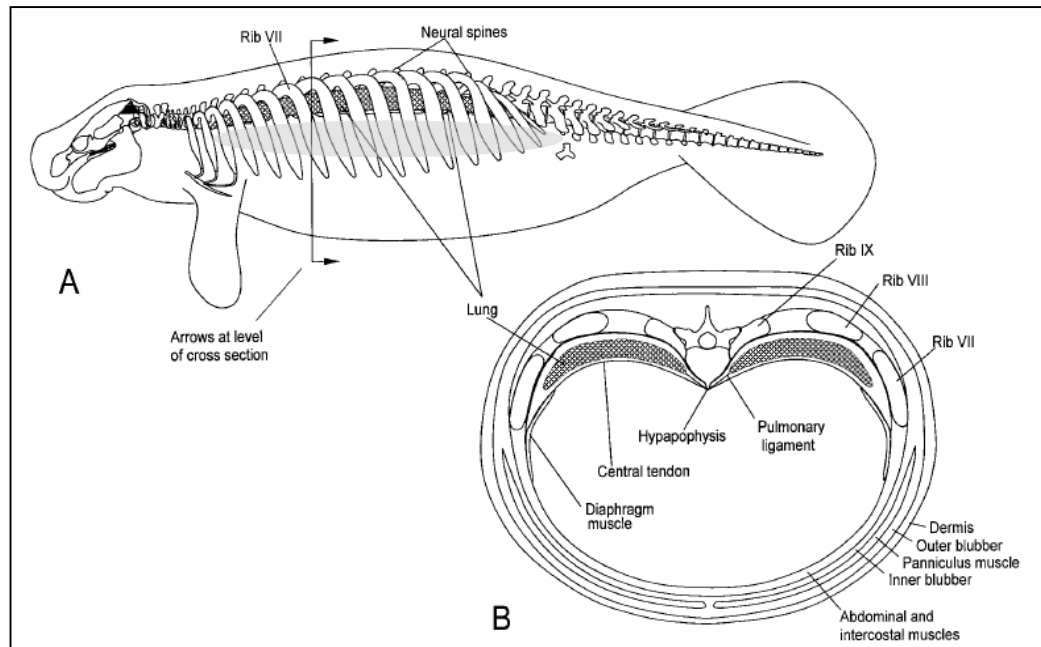 Rib VII
Neural spines
A
Arrows at level
of cross section
Lung
Rib IX
Rib VIII
Rib VII
Hypapophysis
Pulmonary
ligament
Central tendon
Diaphragm
muscle
Dermis
Outer blubber
Panniculus muscle
Inner blubber
Abdominal and
intercostal muscles
B